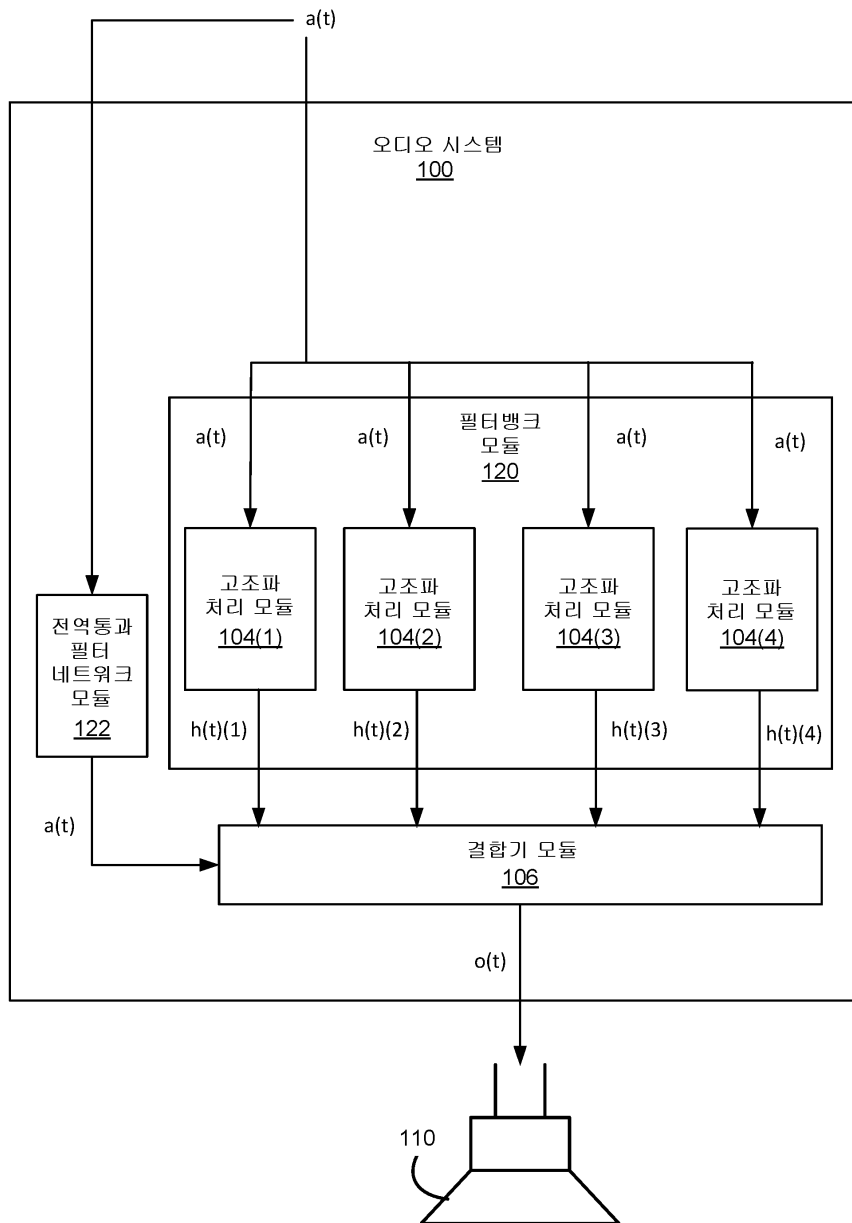 a(t)
오디오 시스템
100
a(t)
a(t)
a(t)
a(t)
필터뱅크
모듈
120
고조파
처리 모듈
104(1)
고조파
처리 모듈
104(2)
고조파
처리 모듈
104(3)
고조파
처리 모듈
104(4)
전역통과
필터
네트워크
모듈
122
h(t)(1)
h(t)(2)
h(t)(3)
h(t)(4)
a(t)
결합기 모듈
106
o(t)
110